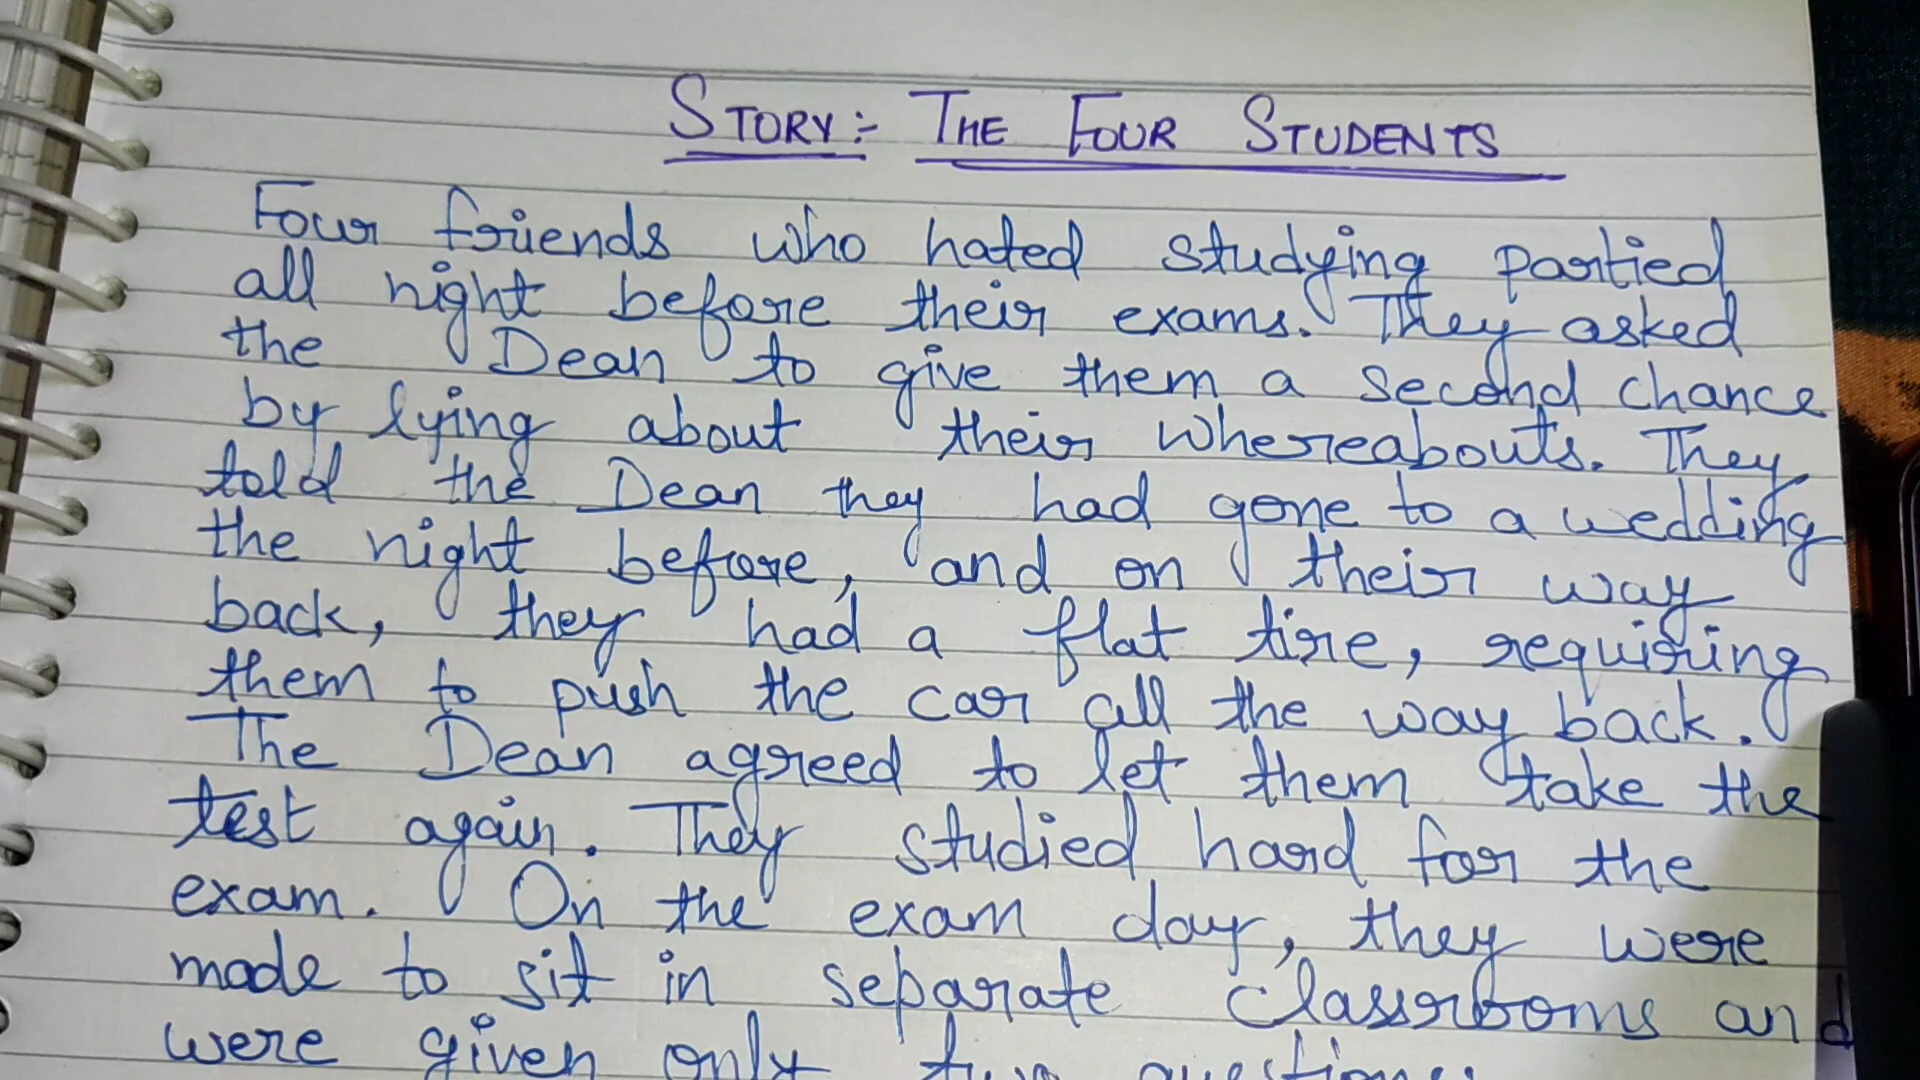 STORY:- THE FOUR STUDENTS
Four friends who hated studying partied
all night before their exams. They asked
the Dean to give them a second chance
by lying about their whereabouts. They
told the Dean they had gone to a wedding
the night before, and on their way
back, they had a flat tire, requiring
them to push the car all the way back.
The Dean agreed to let them take the
test again. They studied hard for the
exam. On the exam day, they were
made to sit in separate classrooms and
were given only two questions: